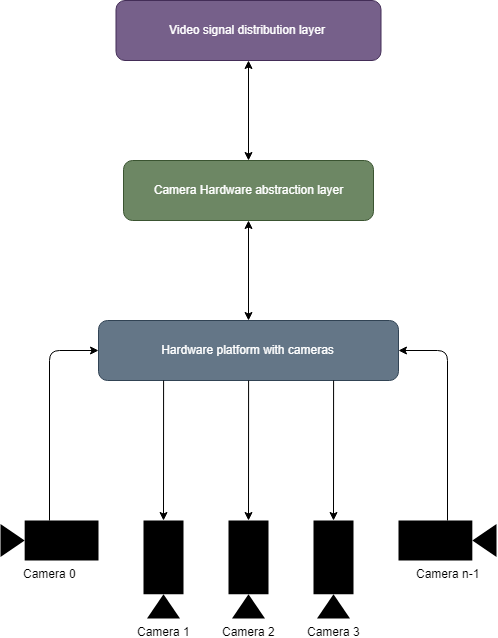 Video signal distribution layer
Camera Hardware abstraction layer
Hardware platform with cameras
Camera 0
Camera n-1
Camera 1
Camera 2
Camera 3